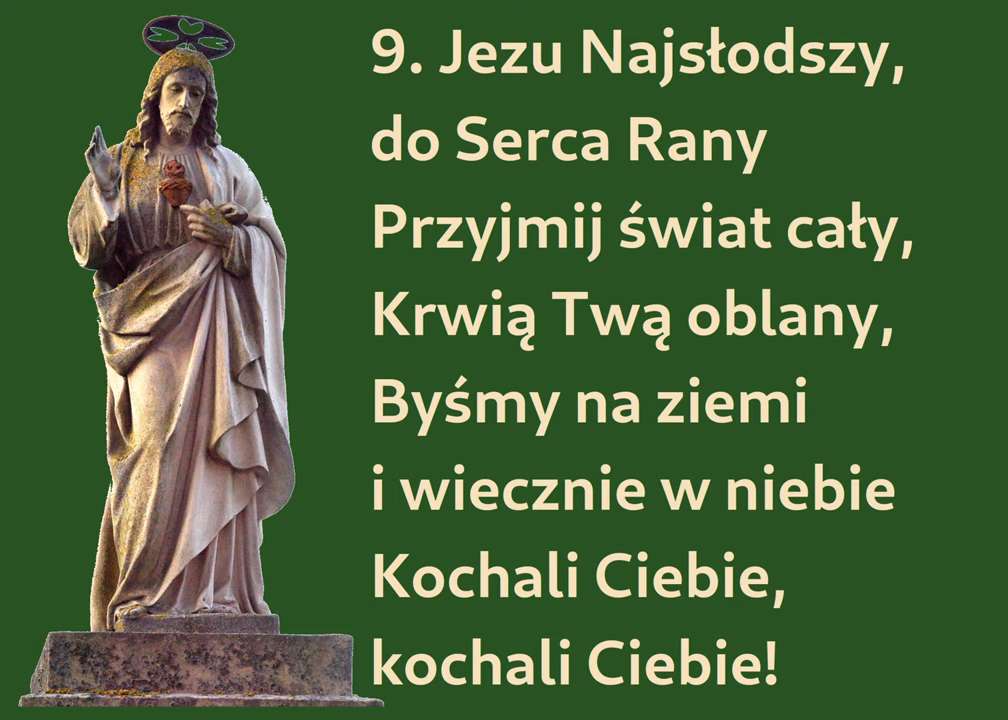 9. Jezu Najsłodszy,
do Serca Rany
Przyjmij świat cały,
Krwią Twą oblany,
Byśmy na ziemi
i wiecznie w niebie
Kochali Ciebie,
kochali Ciebie!